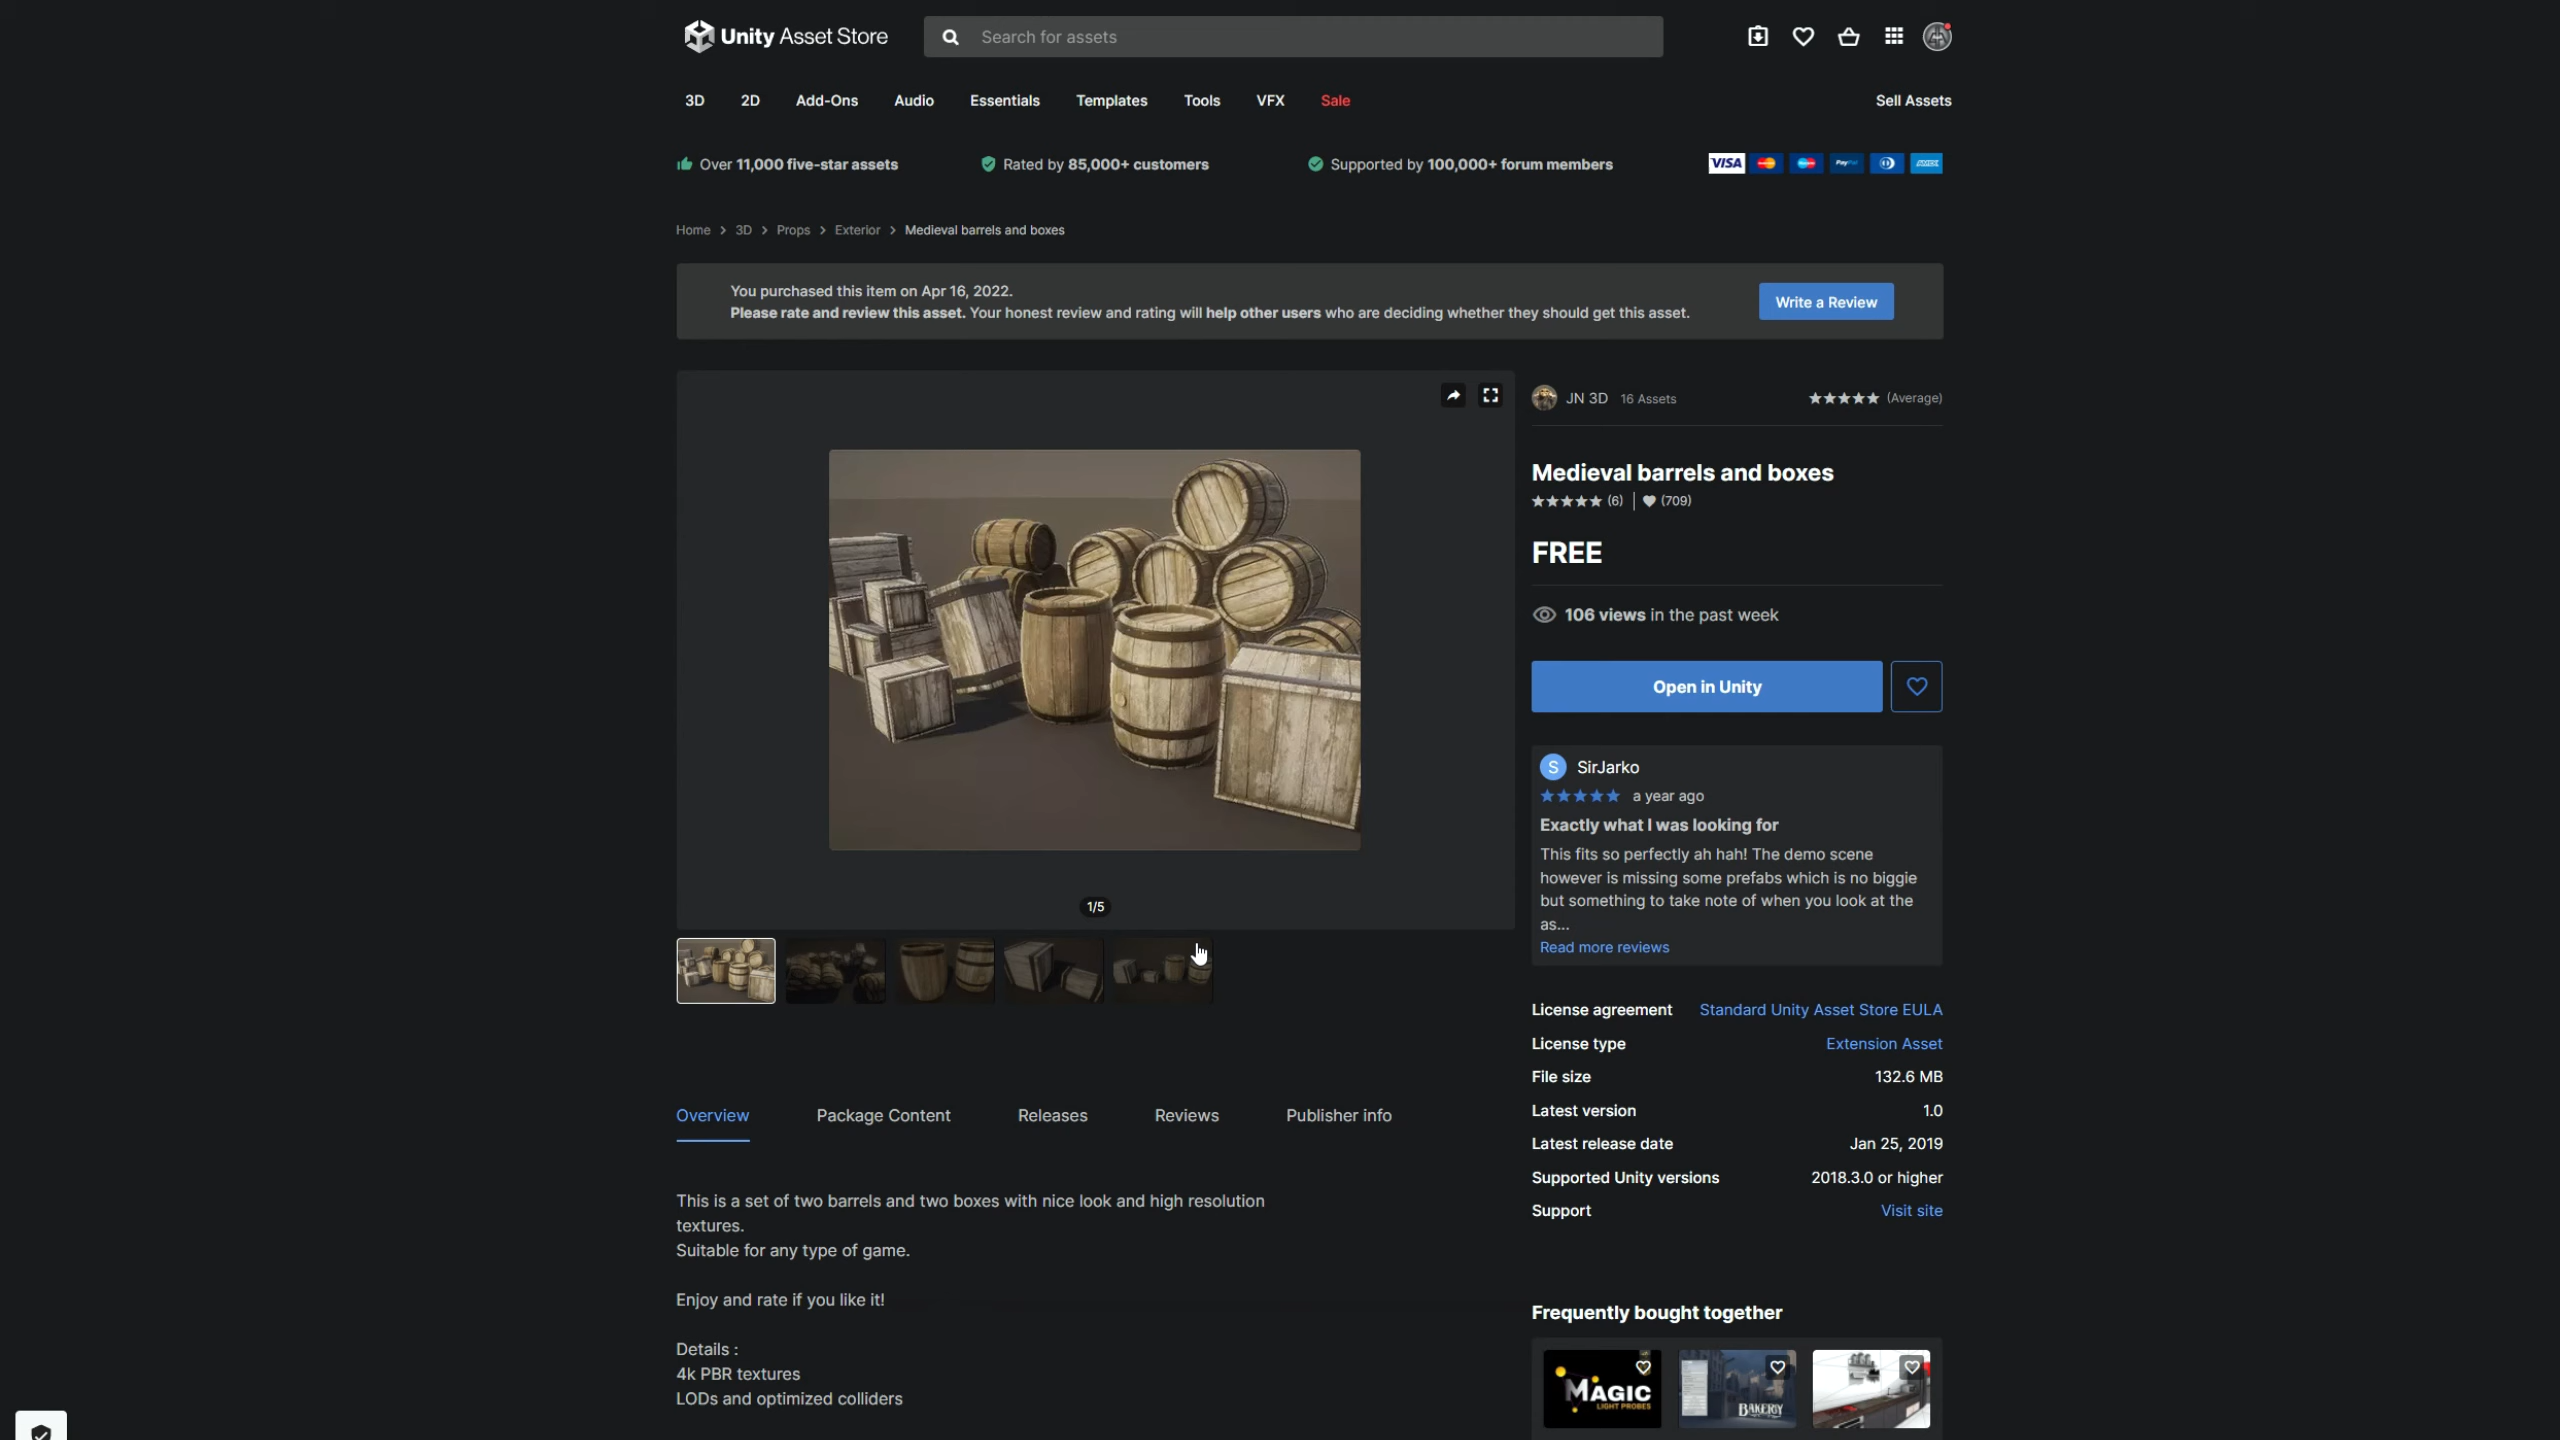 Unity Asset Store
Search for assets
3D 2D Add-Ons Audio Essentials Templates Tools VFX Sale Sell Assets
Over 11,000 five-star assets Rated by 85,000+ customers Supported by 100,000+ forum members VISA PayPal AMEX
Home > 3D > Props > Exterior > Medieval barrels and boxes
You purchased this item on Apr 16, 2022.
Please rate and review this asset. Your honest review and rating will help other users who are deciding whether they should get this asset.
Write a Review
1/5
Overview Package Content Releases Reviews Publisher info
This is a set of two barrels and two boxes with nice look and high resolution
textures.
Suitable for any type of game.
Enjoy and rate if you like it!
Details :
4k PBR textures
LODs and optimized colliders
JN 3D 16 Assets (Average)
Medieval barrels and boxes
(6) | (709)
FREE
106 views in the past week
Open in Unity
S SirJarko
a year ago
Exactly what I was looking for
This fits so perfectly ah hah! The demo scene
however is missing some prefabs which is no biggie
but something to take note of when you look at the
as...
Read more reviews
License agreement Standard Unity Asset Store EULA
License type Extension Asset
File size 132.6 MB
Latest version 1.0
Latest release date Jan 25, 2019
Supported Unity versions 2018.3.0 or higher
Support Visit site
Frequently bought together
MAGIC
LIGHT PROBES
BAKERY